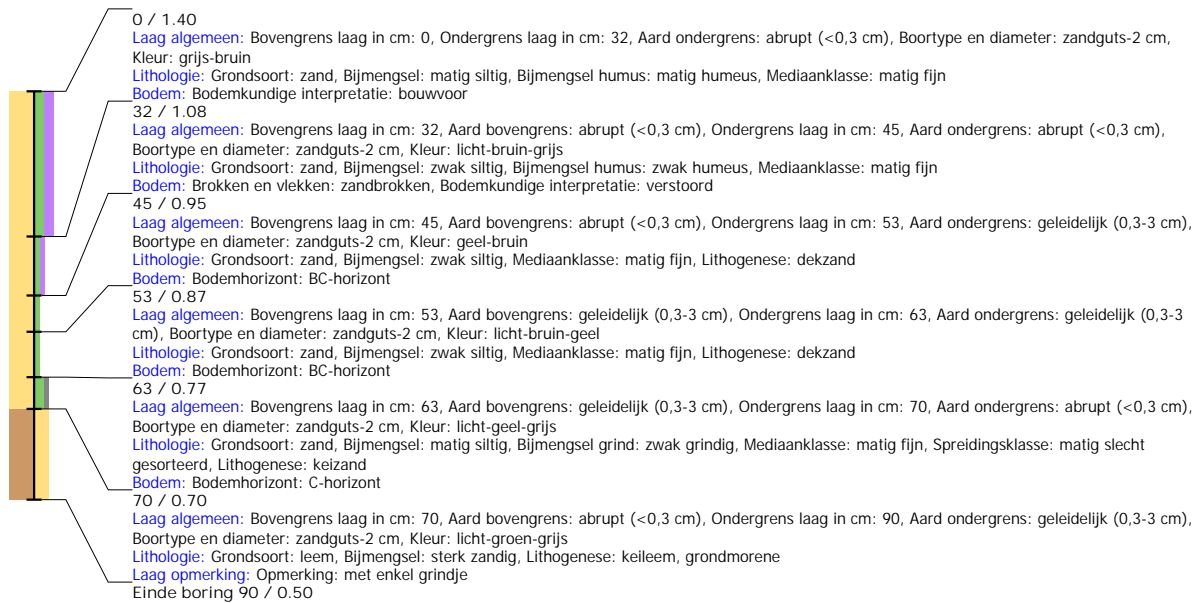 0 / 1.40
Laag algemeen: Bovengrens laag in cm: 0, Ondergrens laag in cm: 32, Aard ondergrens: abrupt (<0,3 cm), Boortype en diameter: zandguts-2 cm,
Kleur: grijs-bruin
Lithologie: Grondsoort: zand, Bijmengsel: matig siltig, Bijmengsel humus: matig humeus, Mediaanklasse: matig fijn
Bodem: Bodemkundige interpretatie: bouwvoor
32 / 1.08
Laag algemeen: Bovengrens laag in cm: 32, Aard bovengrens: abrupt (<0,3 cm), Ondergrens laag in cm: 45, Aard ondergrens: abrupt (<0,3 cm),
Boortype en diameter: zandguts-2 cm, Kleur: licht-bruin-grijs
Lithologie: Grondsoort: zand, Bijmengsel: zwak siltig, Bijmengsel humus: zwak humeus, Mediaanklasse: matig fijn
Bodem: Brokken en vlekken: zandbrokken, Bodemkundige interpretatie: verstoord
45 / 0.95
Laag algemeen: Bovengrens laag in cm: 45, Aard bovengrens: abrupt (<0,3 cm), Ondergrens laag in cm: 53, Aard ondergrens: geleidelijk (0,3-3 cm),
Boortype en diameter: zandguts-2 cm, Kleur: geel-bruin
Lithologie: Grondsoort: zand, Bijmengsel: zwak siltig, Mediaanklasse: matig fijn, Lithogenese: dekzand
Bodem: Bodemhorizont: BC-horizont
53 / 0.87
Laag algemeen: Bovengrens laag in cm: 53, Aard bovengrens: geleidelijk (0,3-3 cm), Ondergrens laag in cm: 63, Aard ondergrens: geleidelijk (0,3-3
cm), Boortype en diameter: zandguts-2 cm, Kleur: licht-bruin-geel
Lithologie: Grondsoort: zand, Bijmengsel: zwak siltig, Mediaanklasse: matig fijn, Lithogenese: dekzand
Bodem: Bodemhorizont: BC-horizont
63 / 0.77
Laag algemeen: Bovengrens laag in cm: 63, Aard bovengrens: geleidelijk (0,3-3 cm), Ondergrens laag in cm: 70, Aard ondergrens: abrupt (<0,3 cm),
Boortype en diameter: zandguts-2 cm, Kleur: licht-geel-grijs
Lithologie: Grondsoort: zand, Bijmengsel: matig siltig, Bijmengsel grind: zwak grindig, Mediaanklasse: matig fijn, Spreidingsklasse: matig slecht
gesorteerd, Lithogenese: keizand
Bodem: Bodemhorizont: C-horizont
70 / 0.70
Laag algemeen: Bovengrens laag in cm: 70, Aard bovengrens: abrupt (<0,3 cm), Ondergrens laag in cm: 90, Aard ondergrens: geleidelijk (0,3-3 cm),
Boortype en diameter: zandguts-2 cm, Kleur: licht-groen-grijs
Lithologie: Grondsoort: leem, Bijmengsel: sterk zandig, Lithogenese: keileem, grondmorene
Laag opmerking: Opmerking: met enkel grindje
Einde boring 90 / 0.50